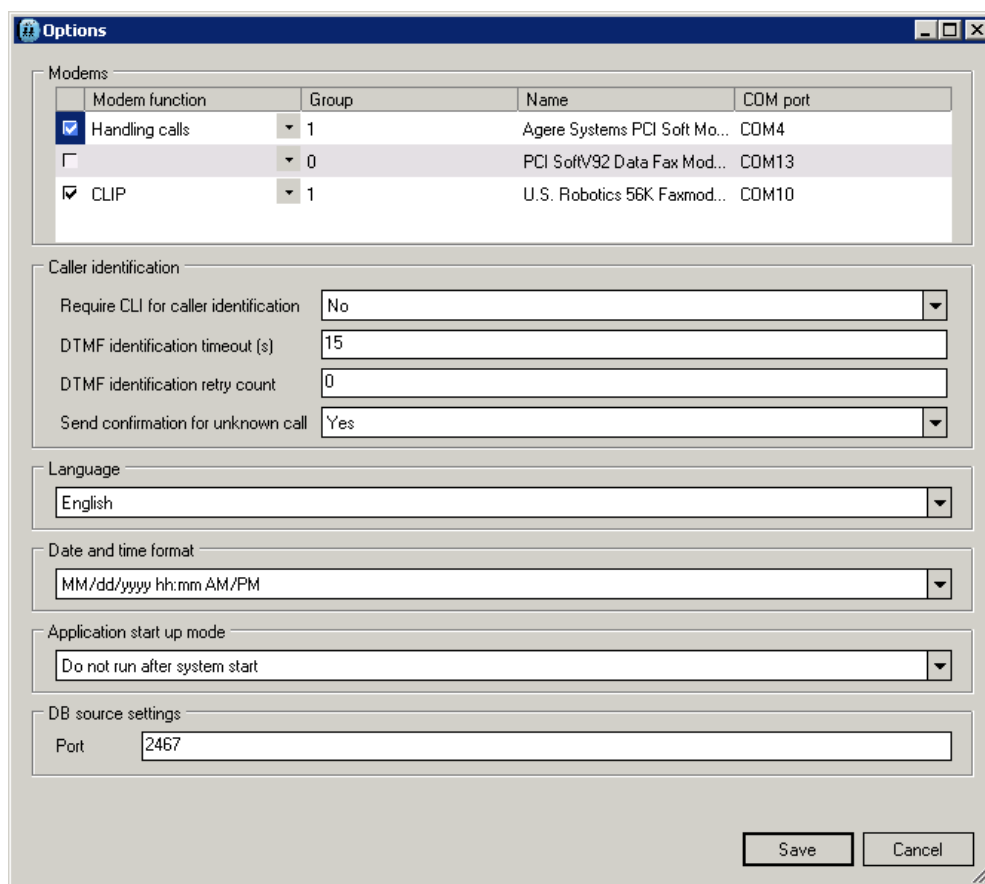 Options
Modems
Modem function Group Name COM port
Handling calls 1 Agere Systems PCI Soft Mo... COM4
0 PCI SoftV92 Data Fax Mod... COM13
CLIP 1 U.S. Robotics 56K Faxmod... COM10
Caller identification
Require CLI for caller identification No
DTMF identification timeout (s) 15
DTMF identification retry count 0
Send confirmation for unknown call Yes
Language
English
Date and time format
MM/dd/yyyy hh:mm AM/PM
Application start up mode
Do not run after system start
DB source settings
Port 2467
Save Cancel